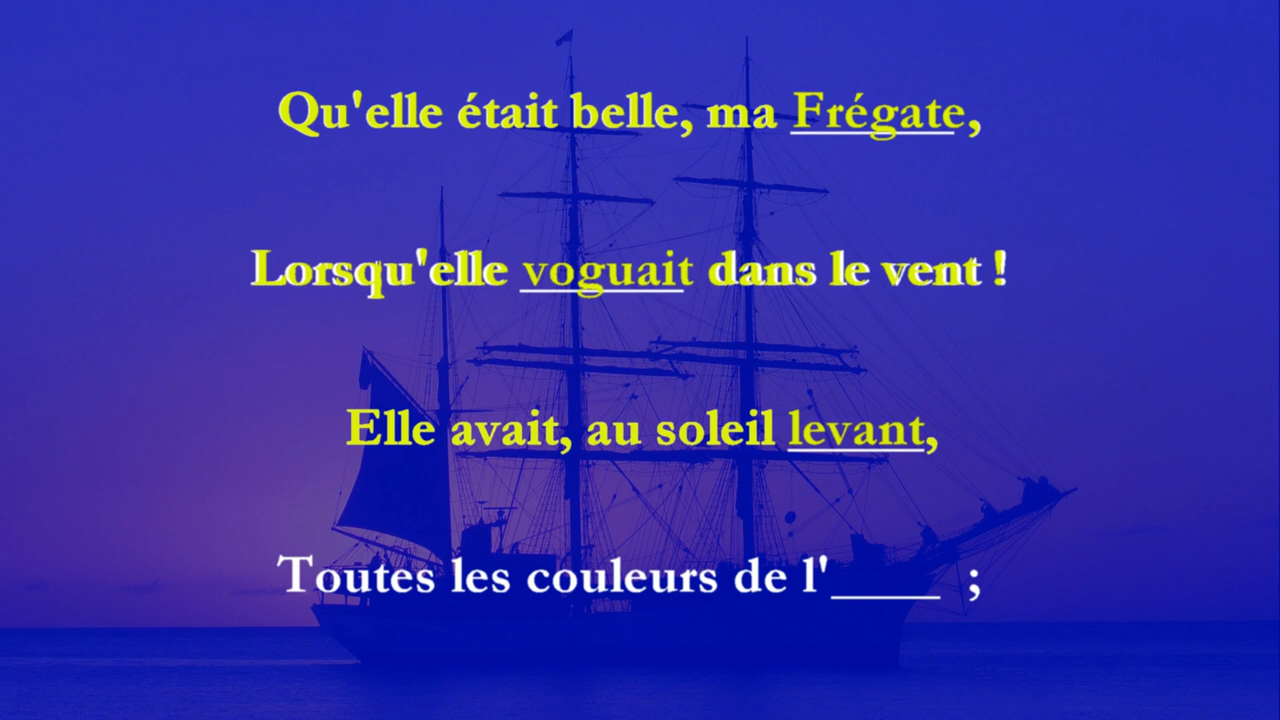 Qu'elle était belle, ma Frégate,
Lorsqu'elle voguait dans le vent !
Elle avait, au soleil levant,
Toutes les couleurs de l'____ ;